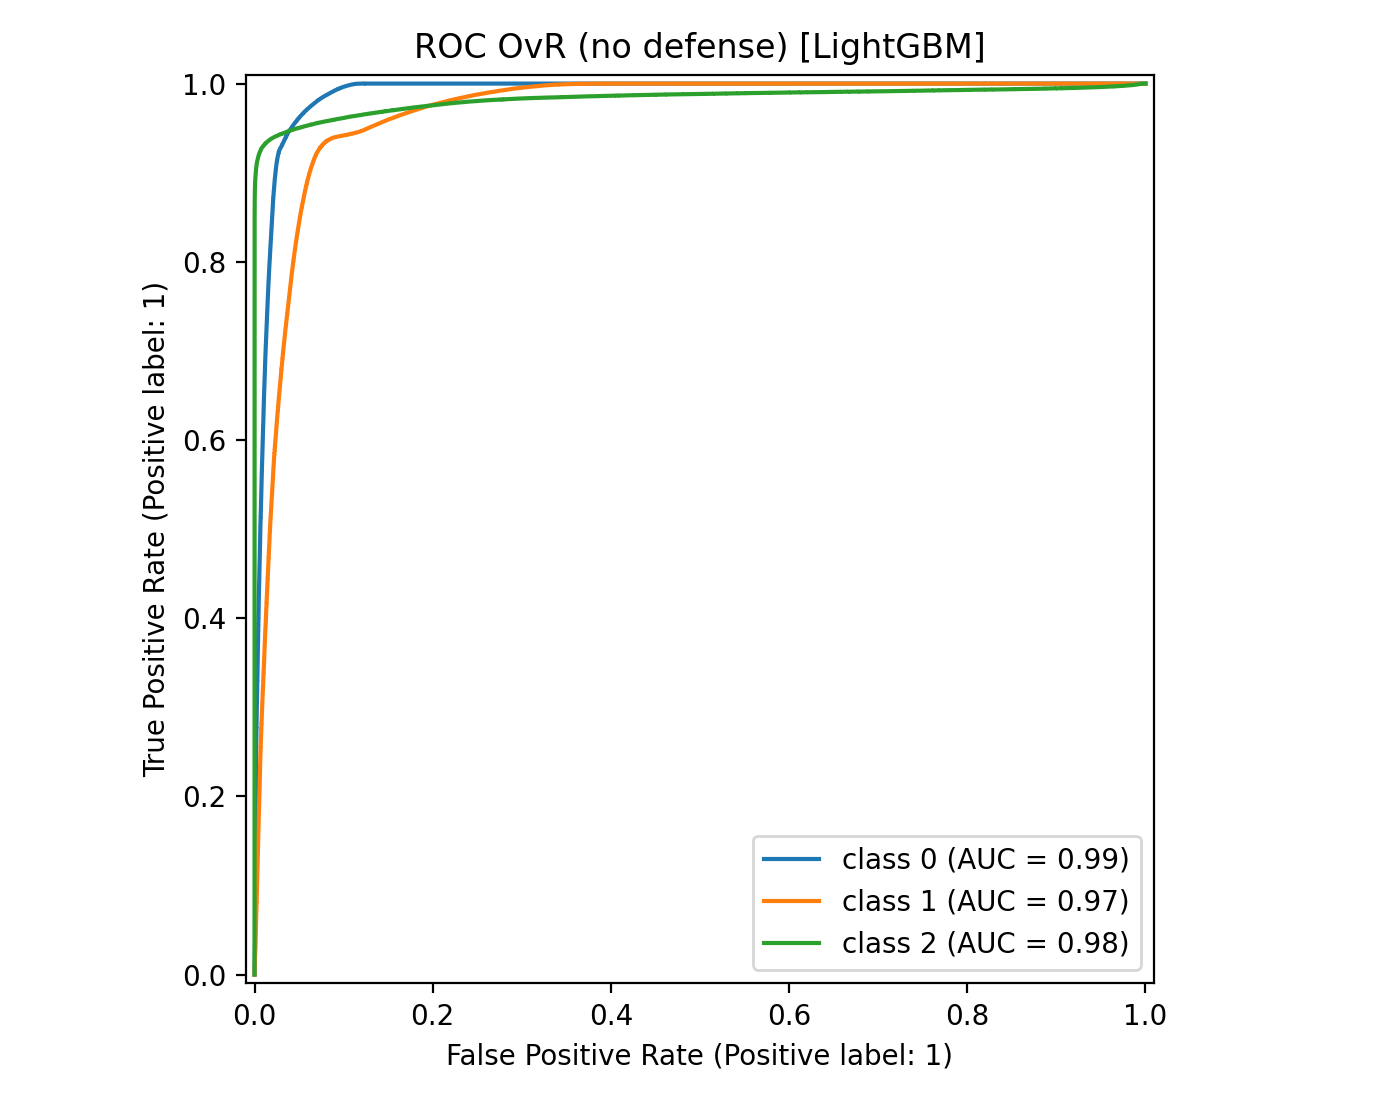 ROC OvR (no defense) [LightGBM]
True Positive Rate (Positive label: 1)
1.0
0.8
0.6
0.4
0.2
0.0
class 0 (AUC = 0.99)
class 1 (AUC = 0.97)
class 2 (AUC = 0.98)
0.0 0.2 0.4 0.6 0.8 1.0
False Positive Rate (Positive label: 1)